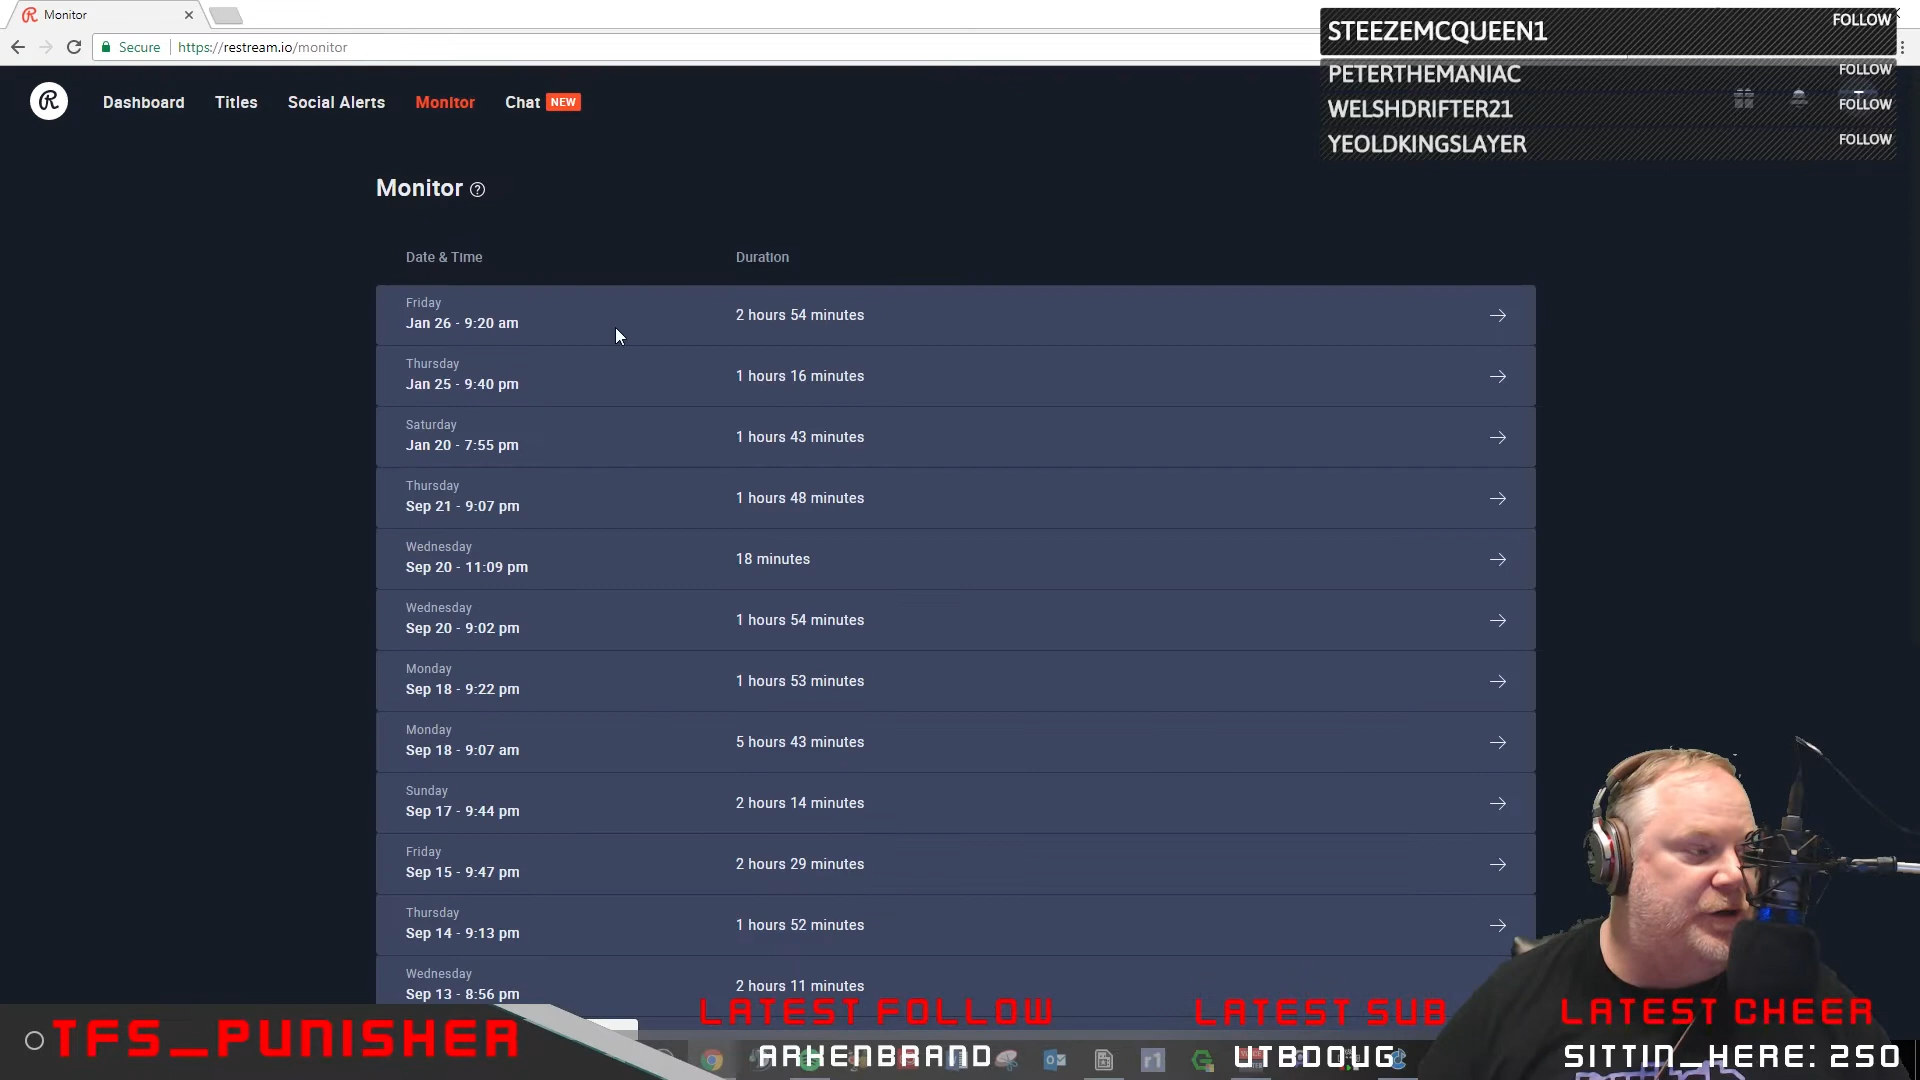 Monitor
Secure
https://restream.io/monitor
STEEZEMCQUEEN1 FOLLOW
PETERTHEMANIAC FOLLOW
WELSHDRIFTER21 FOLLOW
YEOLDKINGSLAYER FOLLOW
Dashboard Titles Social Alerts Monitor Chat NEW
Monitor
Date & Time Duration
Friday
Jan 26 - 9:20 am 2 hours 54 minutes
Thursday
Jan 25 - 9:40 pm 1 hours 16 minutes
Saturday
Jan 20 - 7:55 pm 1 hours 43 minutes
Thursday
Sep 21 - 9:07 pm 1 hours 48 minutes
Wednesday
Sep 20 - 11:09 pm 18 minutes
Wednesday
Sep 20 - 9:02 pm 1 hours 54 minutes
Monday
Sep 18 - 9:22 pm 1 hours 53 minutes
Monday
Sep 18 - 9:07 am 5 hours 43 minutes
Sunday
Sep 17 - 9:44 pm 2 hours 14 minutes
Friday
Sep 15 - 9:47 pm 2 hours 29 minutes
Thursday
Sep 14 - 9:13 pm 1 hours 52 minutes
Wednesday
Sep 13 - 8:56 pm 2 hours 11 minutes
TFS_PUNISHER
LATEST FOLLOW
ARKENBRAND
LATEST SUB
UTBDOUG
LATEST CHEER
SITTIN_HERE: 250
r1